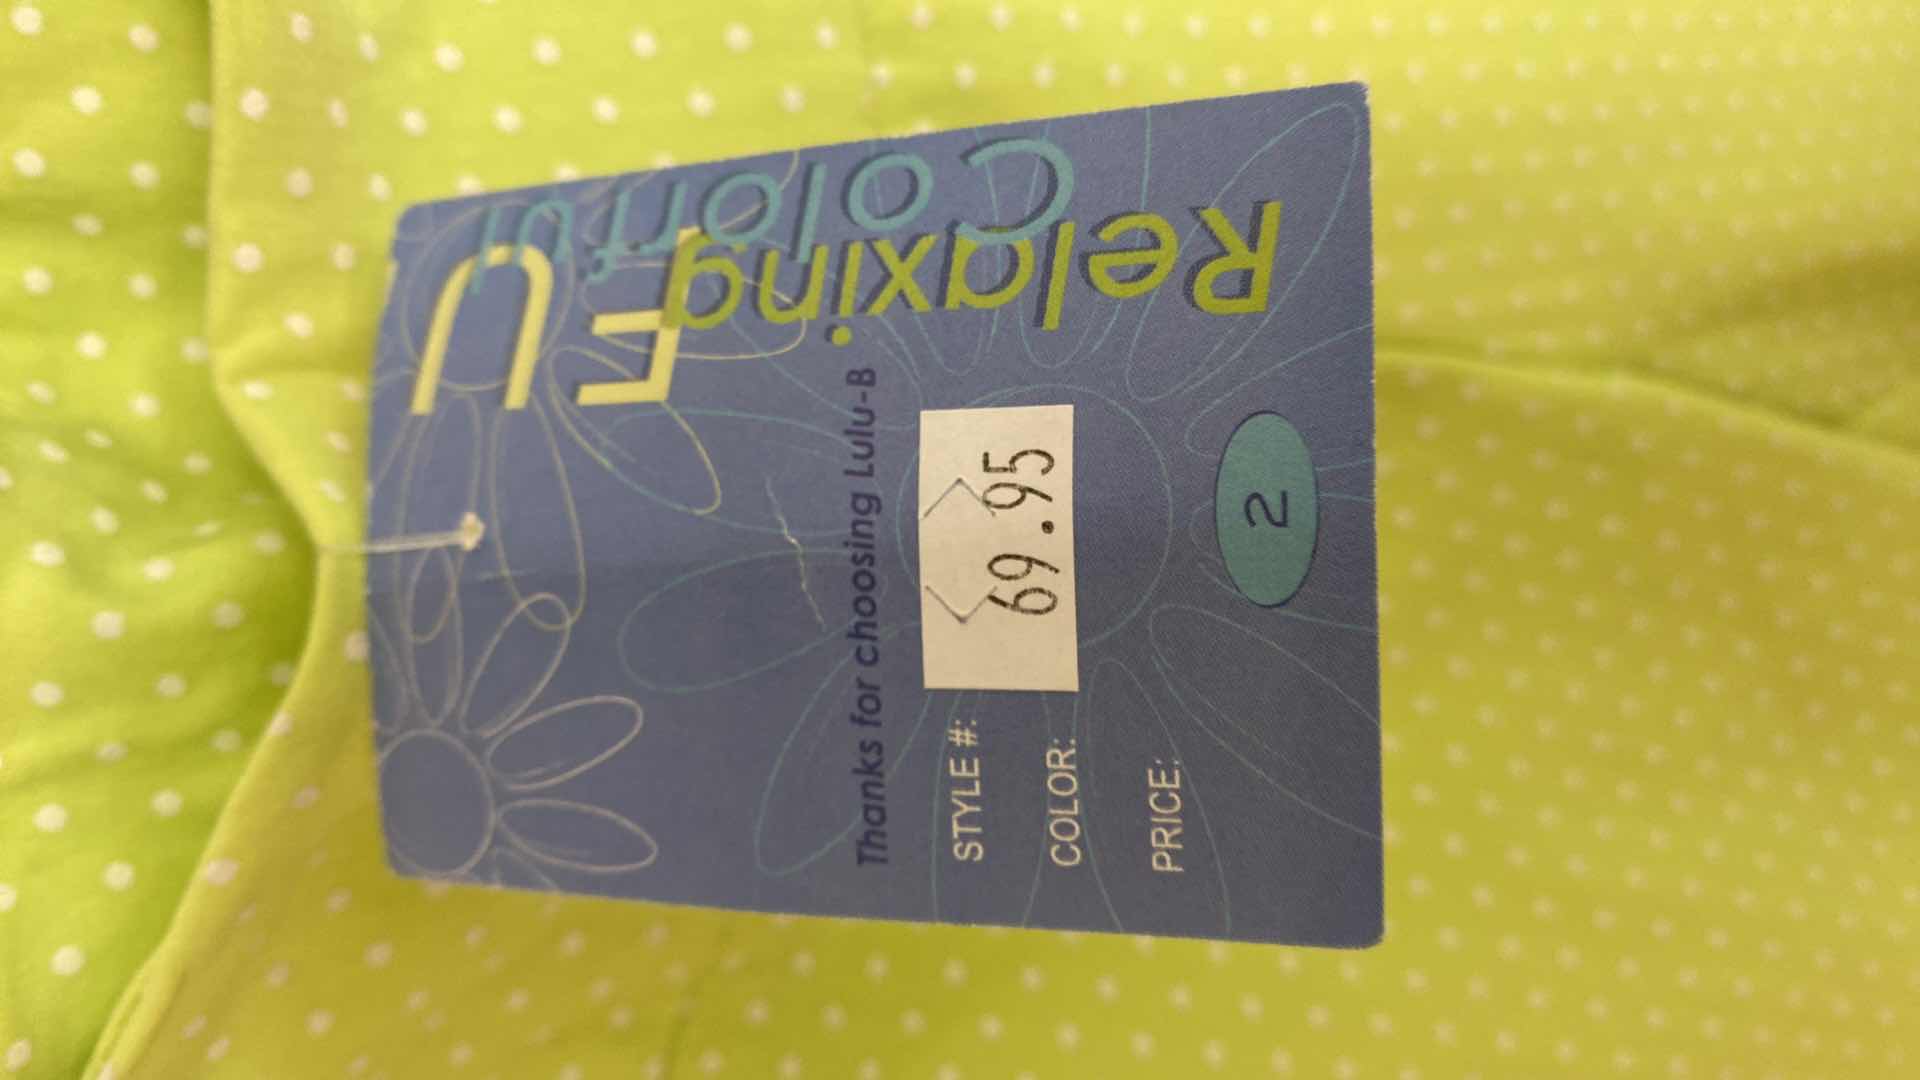 FU
Colorful
Relaxing
Thanks for choosing Lulu-B
STYLE #:
69.95
COLOR:
PRICE:
2